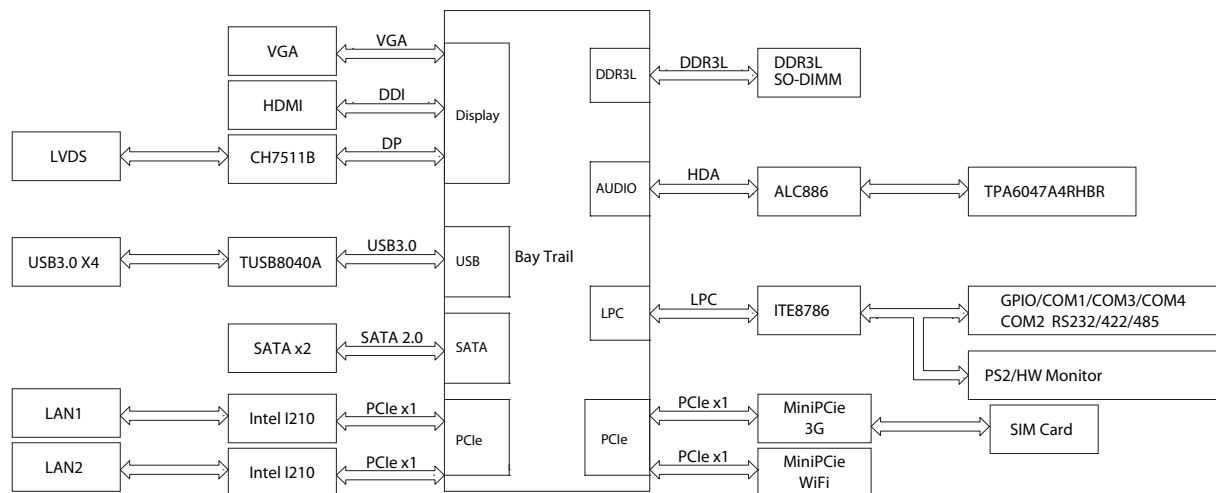 VGA
VGA
HDMI
DDI
LVDS
CH7511B
DP
Display
USB3.0 X4
TUSB8040A
USB3.0
USB
SATA x2
SATA 2.0
SATA
LAN1
Intel I210
PCIe x1
LAN2
Intel I210
PCIe x1
PCIe
Bay Trail
DDR3L
DDR3L
DDR3L
SO-DIMM
AUDIO
HDA
ALC886
TPA6047A4RHBR
LPC
LPC
ITE8786
GPIO/COM1/COM3/COM4
COM2 RS232/422/485
PS2/HW Monitor
PCIe
PCIe x1
MiniPCie
3G
SIM Card
PCIe x1
MiniPCie
WiFi